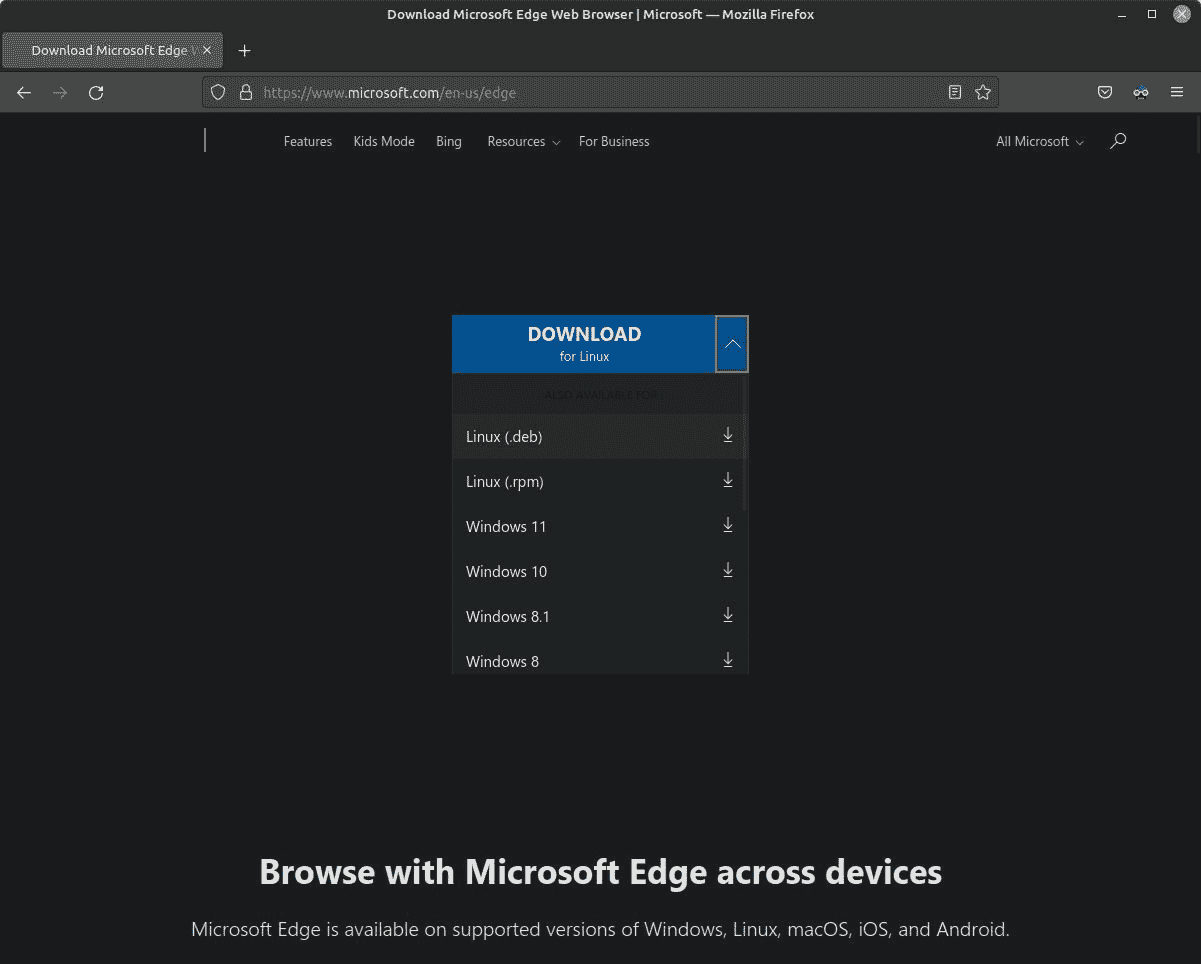 Download Microsoft Edge Web Browser | Microsoft — Mozilla Firefox
Download Microsoft Edge W
https://www.microsoft.com/en-us/edge
Features Kids Mode Bing Resources For Business All Microsoft
DOWNLOAD
for Linux
ALSO AVAILABLE FOR
Linux (.deb)
Linux (.rpm)
Windows 11
Windows 10
Windows 8.1
Windows 8
Browse with Microsoft Edge across devices
Microsoft Edge is available on supported versions of Windows, Linux, macOS, iOS, and Android.